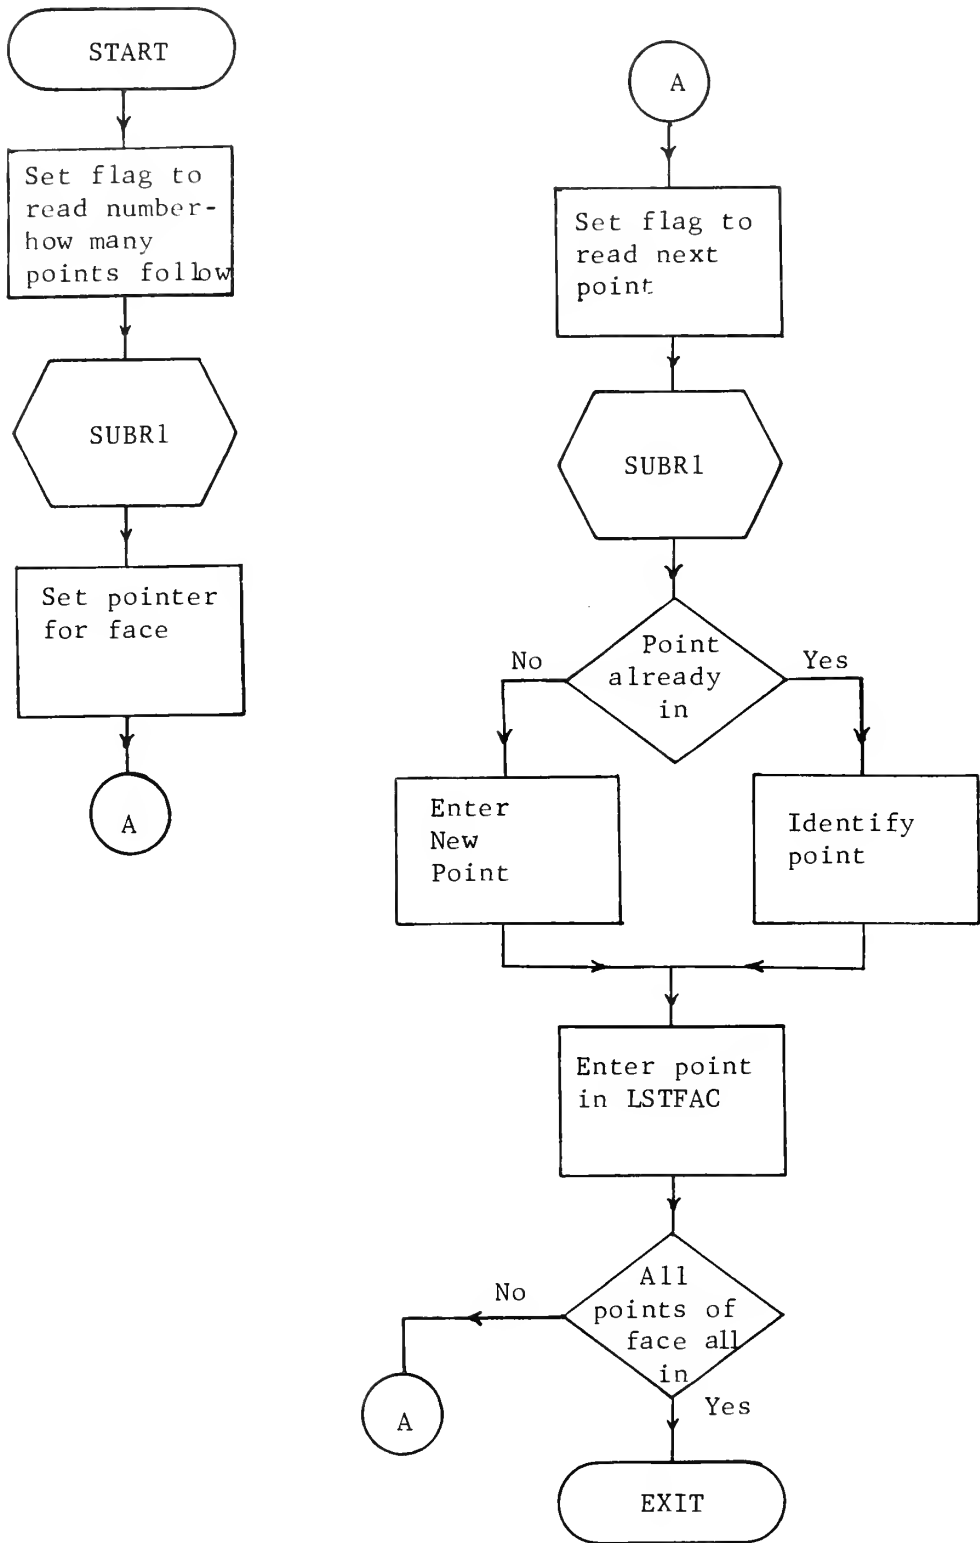 START
Set flag to
read number-
how many
points follow
SUBR1
Set pointer
for face
A
A
Set flag to
read next
point
SUBR1
Point
already
in
No
Yes
Enter
New
Point
Identify
point
Enter point
in LSTFAC
All
points of
face all
in
No
Yes
A
EXIT